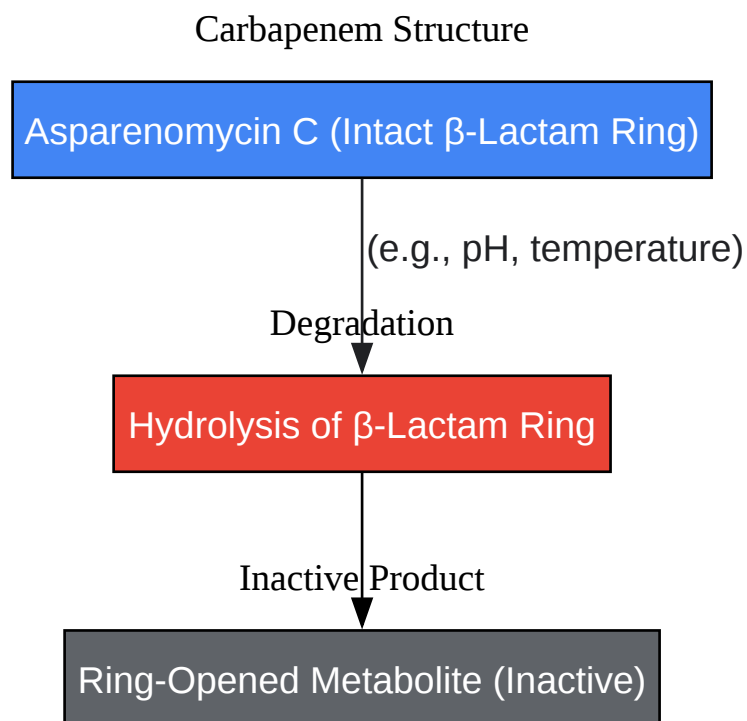 Carbapenem Structure
Asparenomycin C (Intact β-Lactam Ring)
(e.g., pH, temperature)
Degradation
Hydrolysis of β-Lactam Ring
Inactive Product
Ring-Opened Metabolite (Inactive)